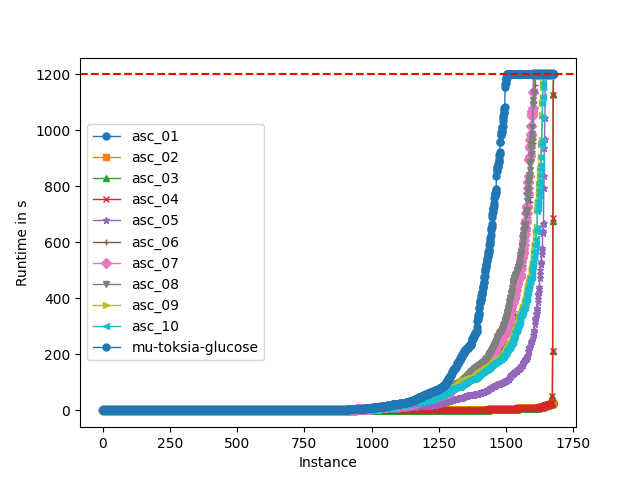 1200
1000
800
600
400
200
0
Runtime in s
asc_01
asc_02
asc_03
asc_04
asc_05
asc_06
asc_07
asc_08
asc_09
asc_10
mu-toksia-glucose
0 250 500 750 1000 1250 1500 1750
Instance